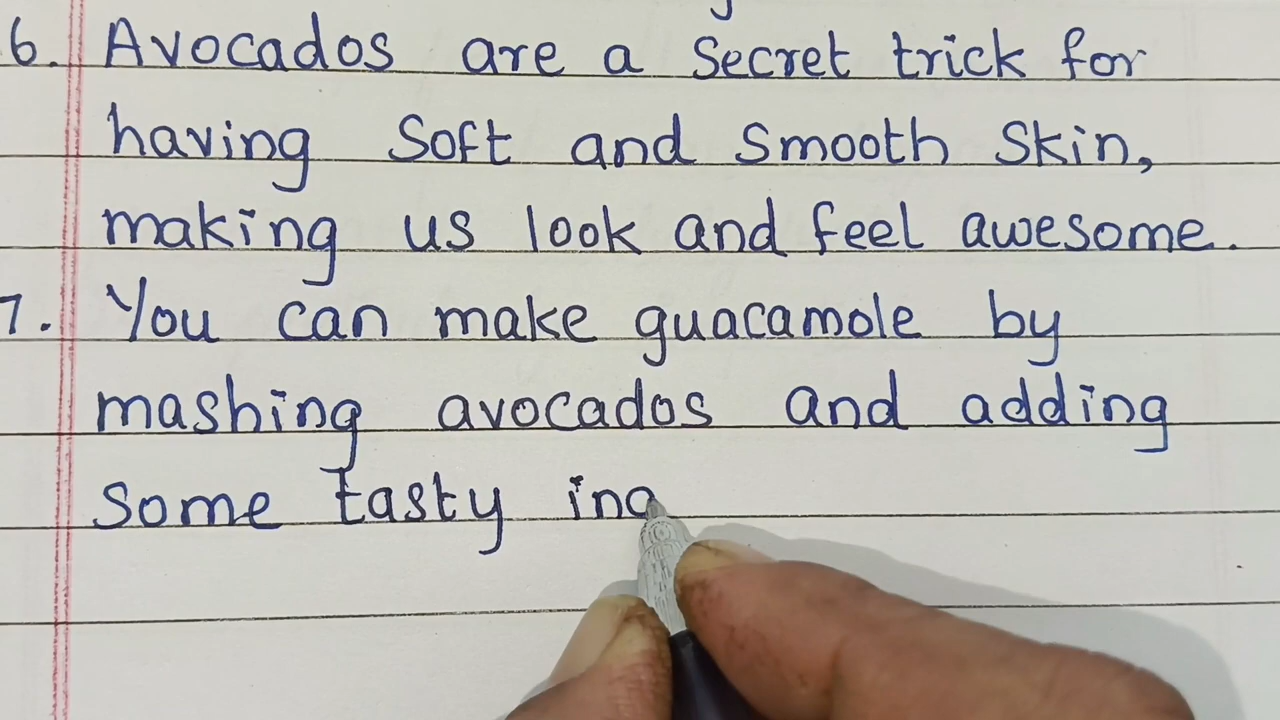 6. Avocados are a secret trick for
having soft and smooth skin,
making us look and feel awesome.
7. You can make guacamole by
mashing avocados and adding
some tasty